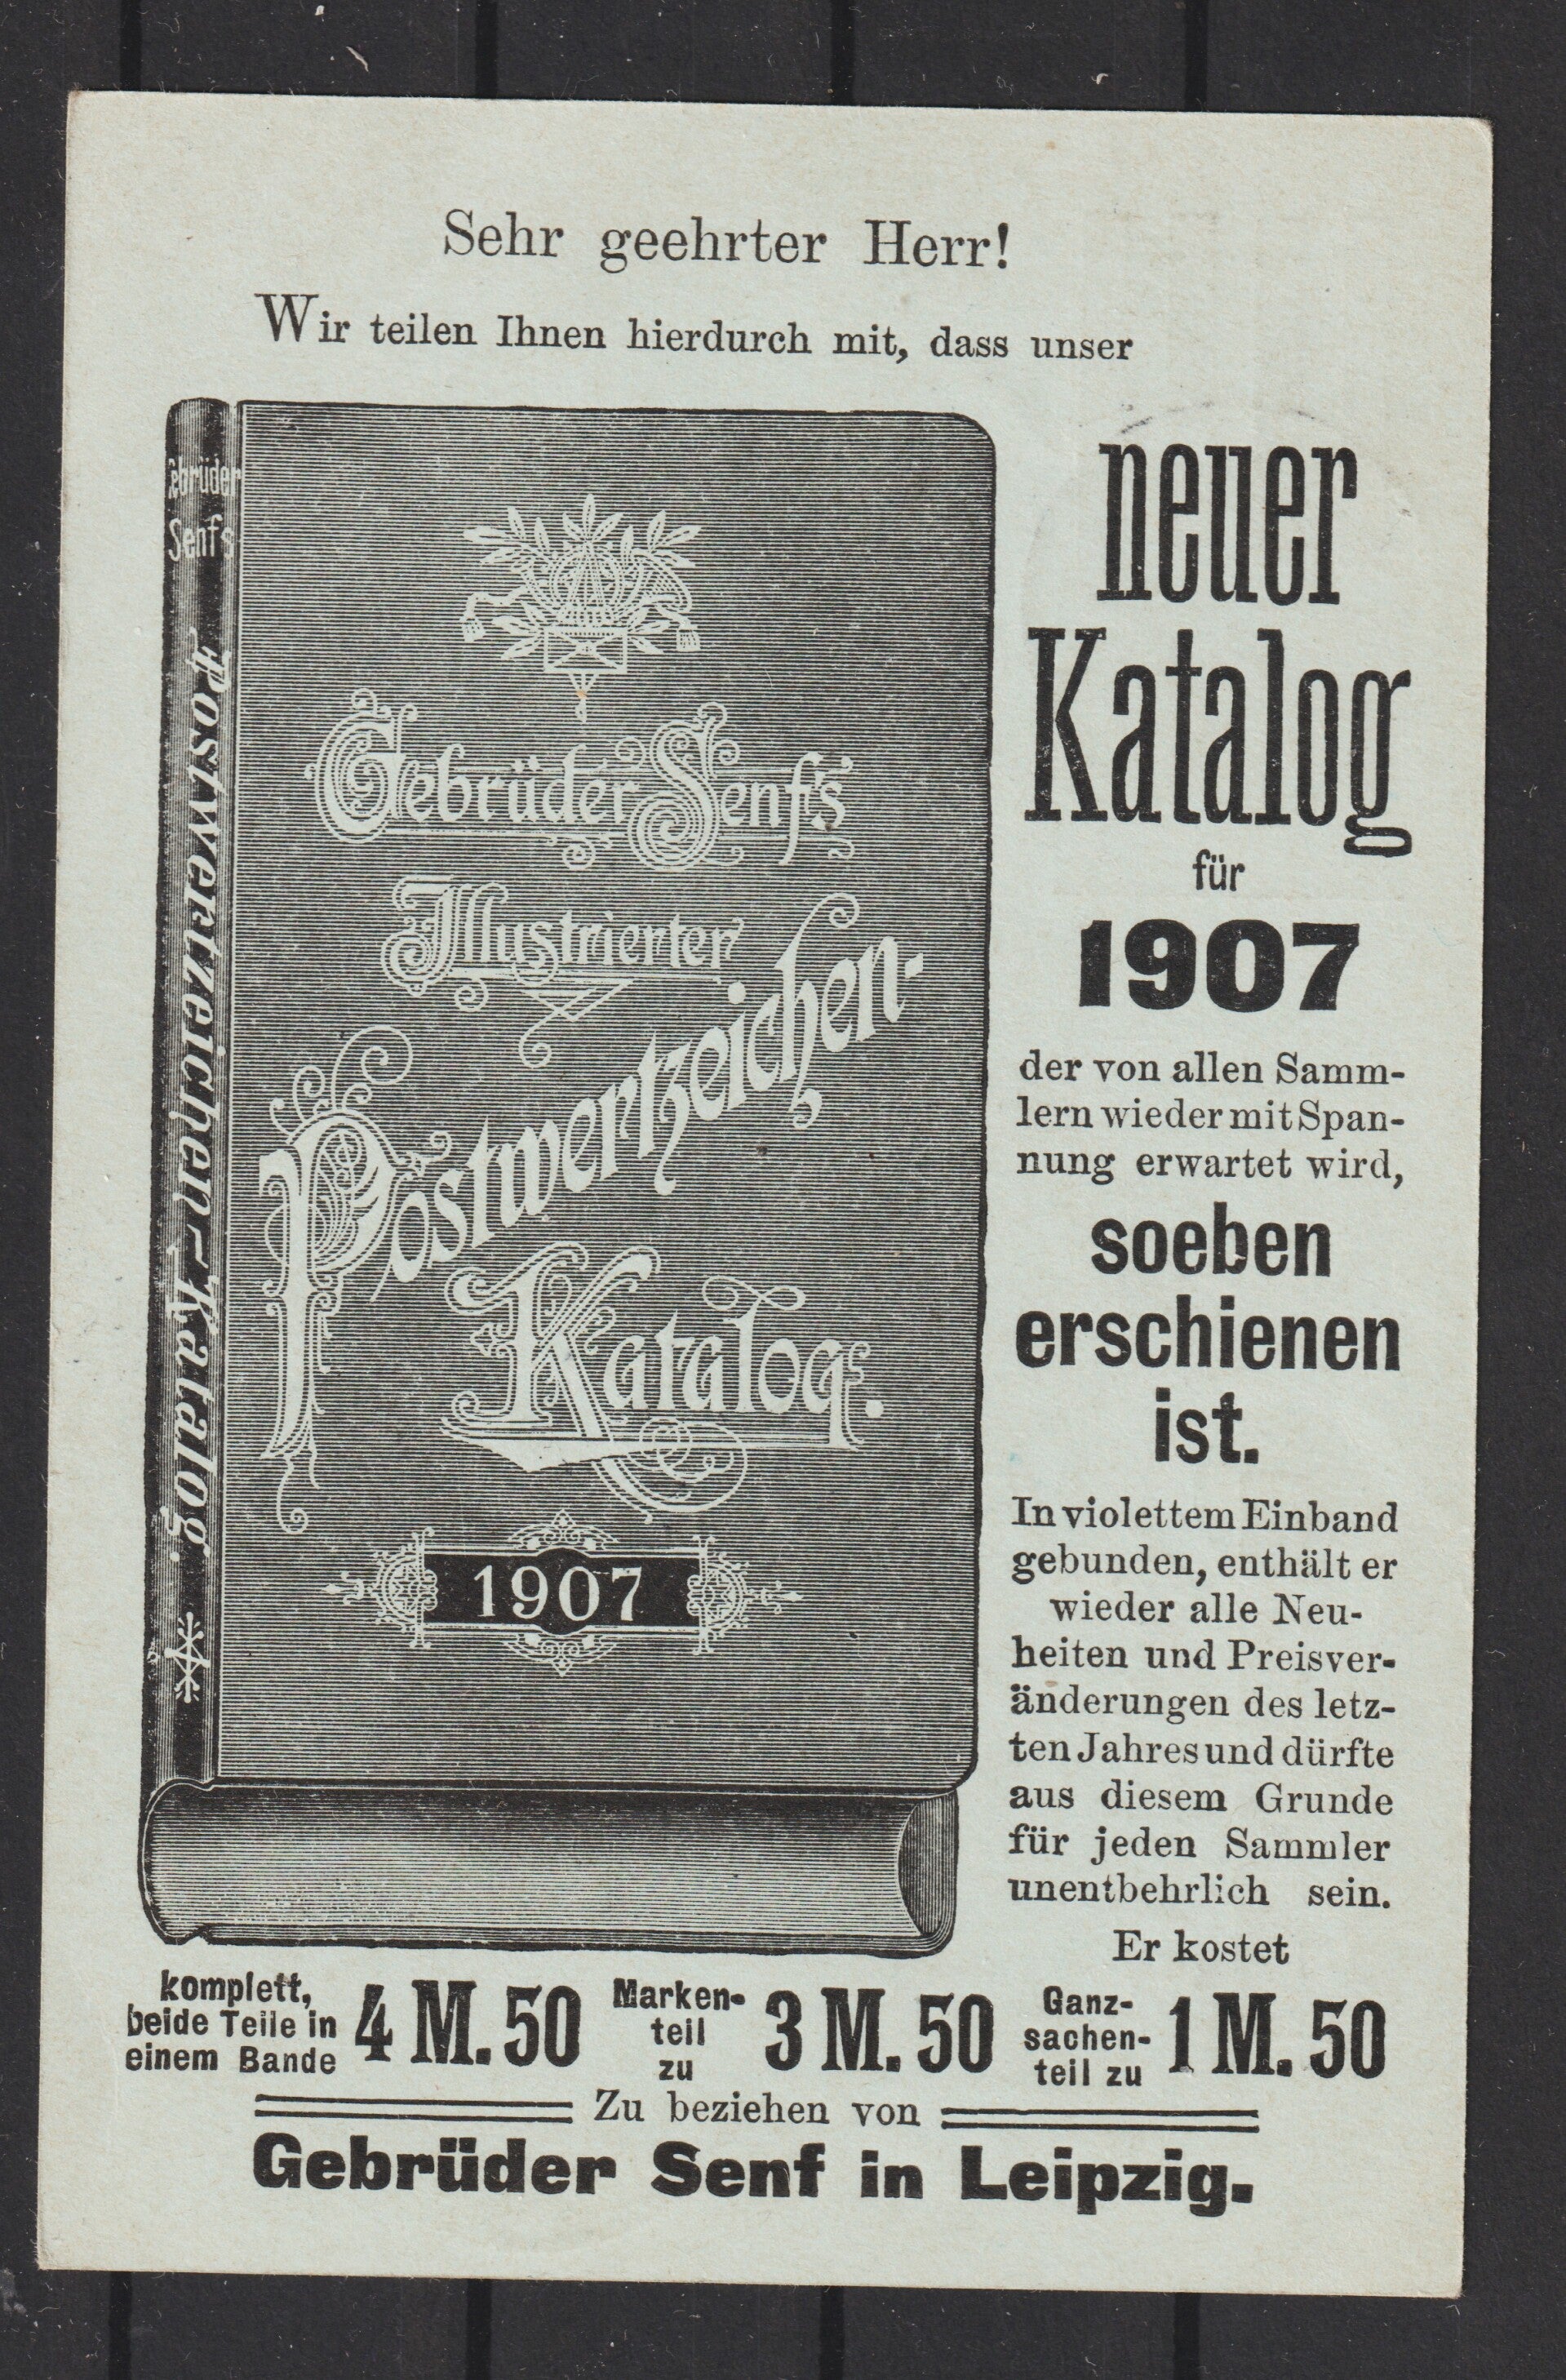 Sehr geehrter Herr!
Wir teilen Ihnen hierdurch mit, dass unser
Gebrüder
Senf's
Postwertzeichen-Katalog.
Gebrüder Senf's
Illustrierter
Postwertzeichen-
Katalog.
1907
neuer
Katalog
für
1907
der von allen Samm-
lern wieder mit Span-
nung erwartet wird,
soeben
erschienen
ist.
In violettem Einband
gebunden, enthält er
wieder alle Neu-
heiten und Preisver-
änderungen des letz-
ten Jahres und dürfte
aus diesem Grunde
für jeden Sammler
unentbehrlich sein.
Er kostet
komplett,
beide Teile in
einem Bande
4 M. 50
Marken-
teil
zu
3 M. 50
Ganz-
sachen-
teil zu
1 M. 50
Zu beziehen von
Gebrüder Senf in Leipzig.